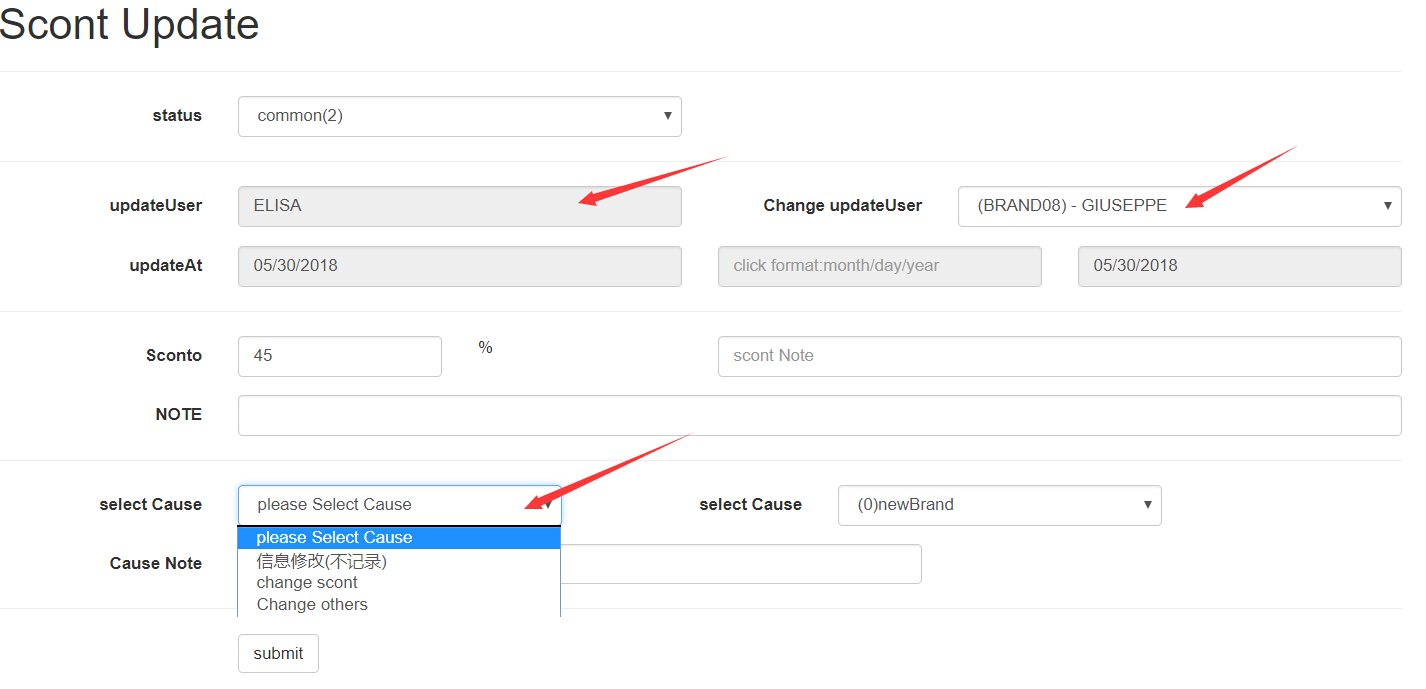 Scont Update
status common(2)
updateUser ELISA Change updateUser (BRAND08) - GIUSEPPE
updateAt 05/30/2018 click format:month/day/year 05/30/2018
Sconto 45 % scont Note
NOTE
select Cause please Select Cause select Cause (0)newBrand
please Select Cause
Cause Note 信息修改(不记录)
change scont
Change others
submit